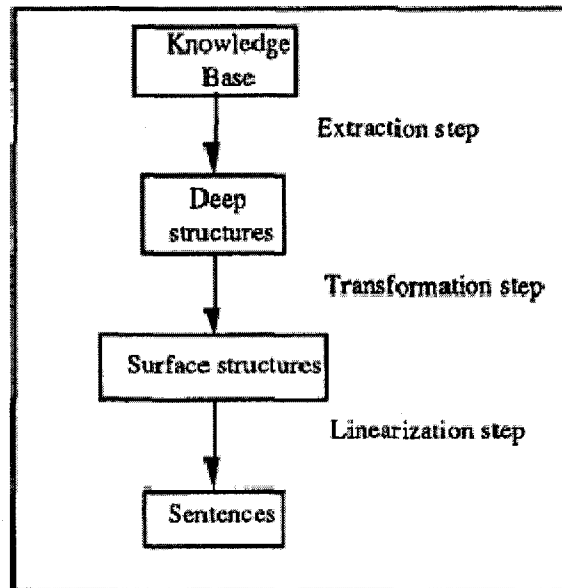 Knowledge
Base
Extraction step
Deep
structures
Transformation step
Surface structures
Linearization step
Sentences